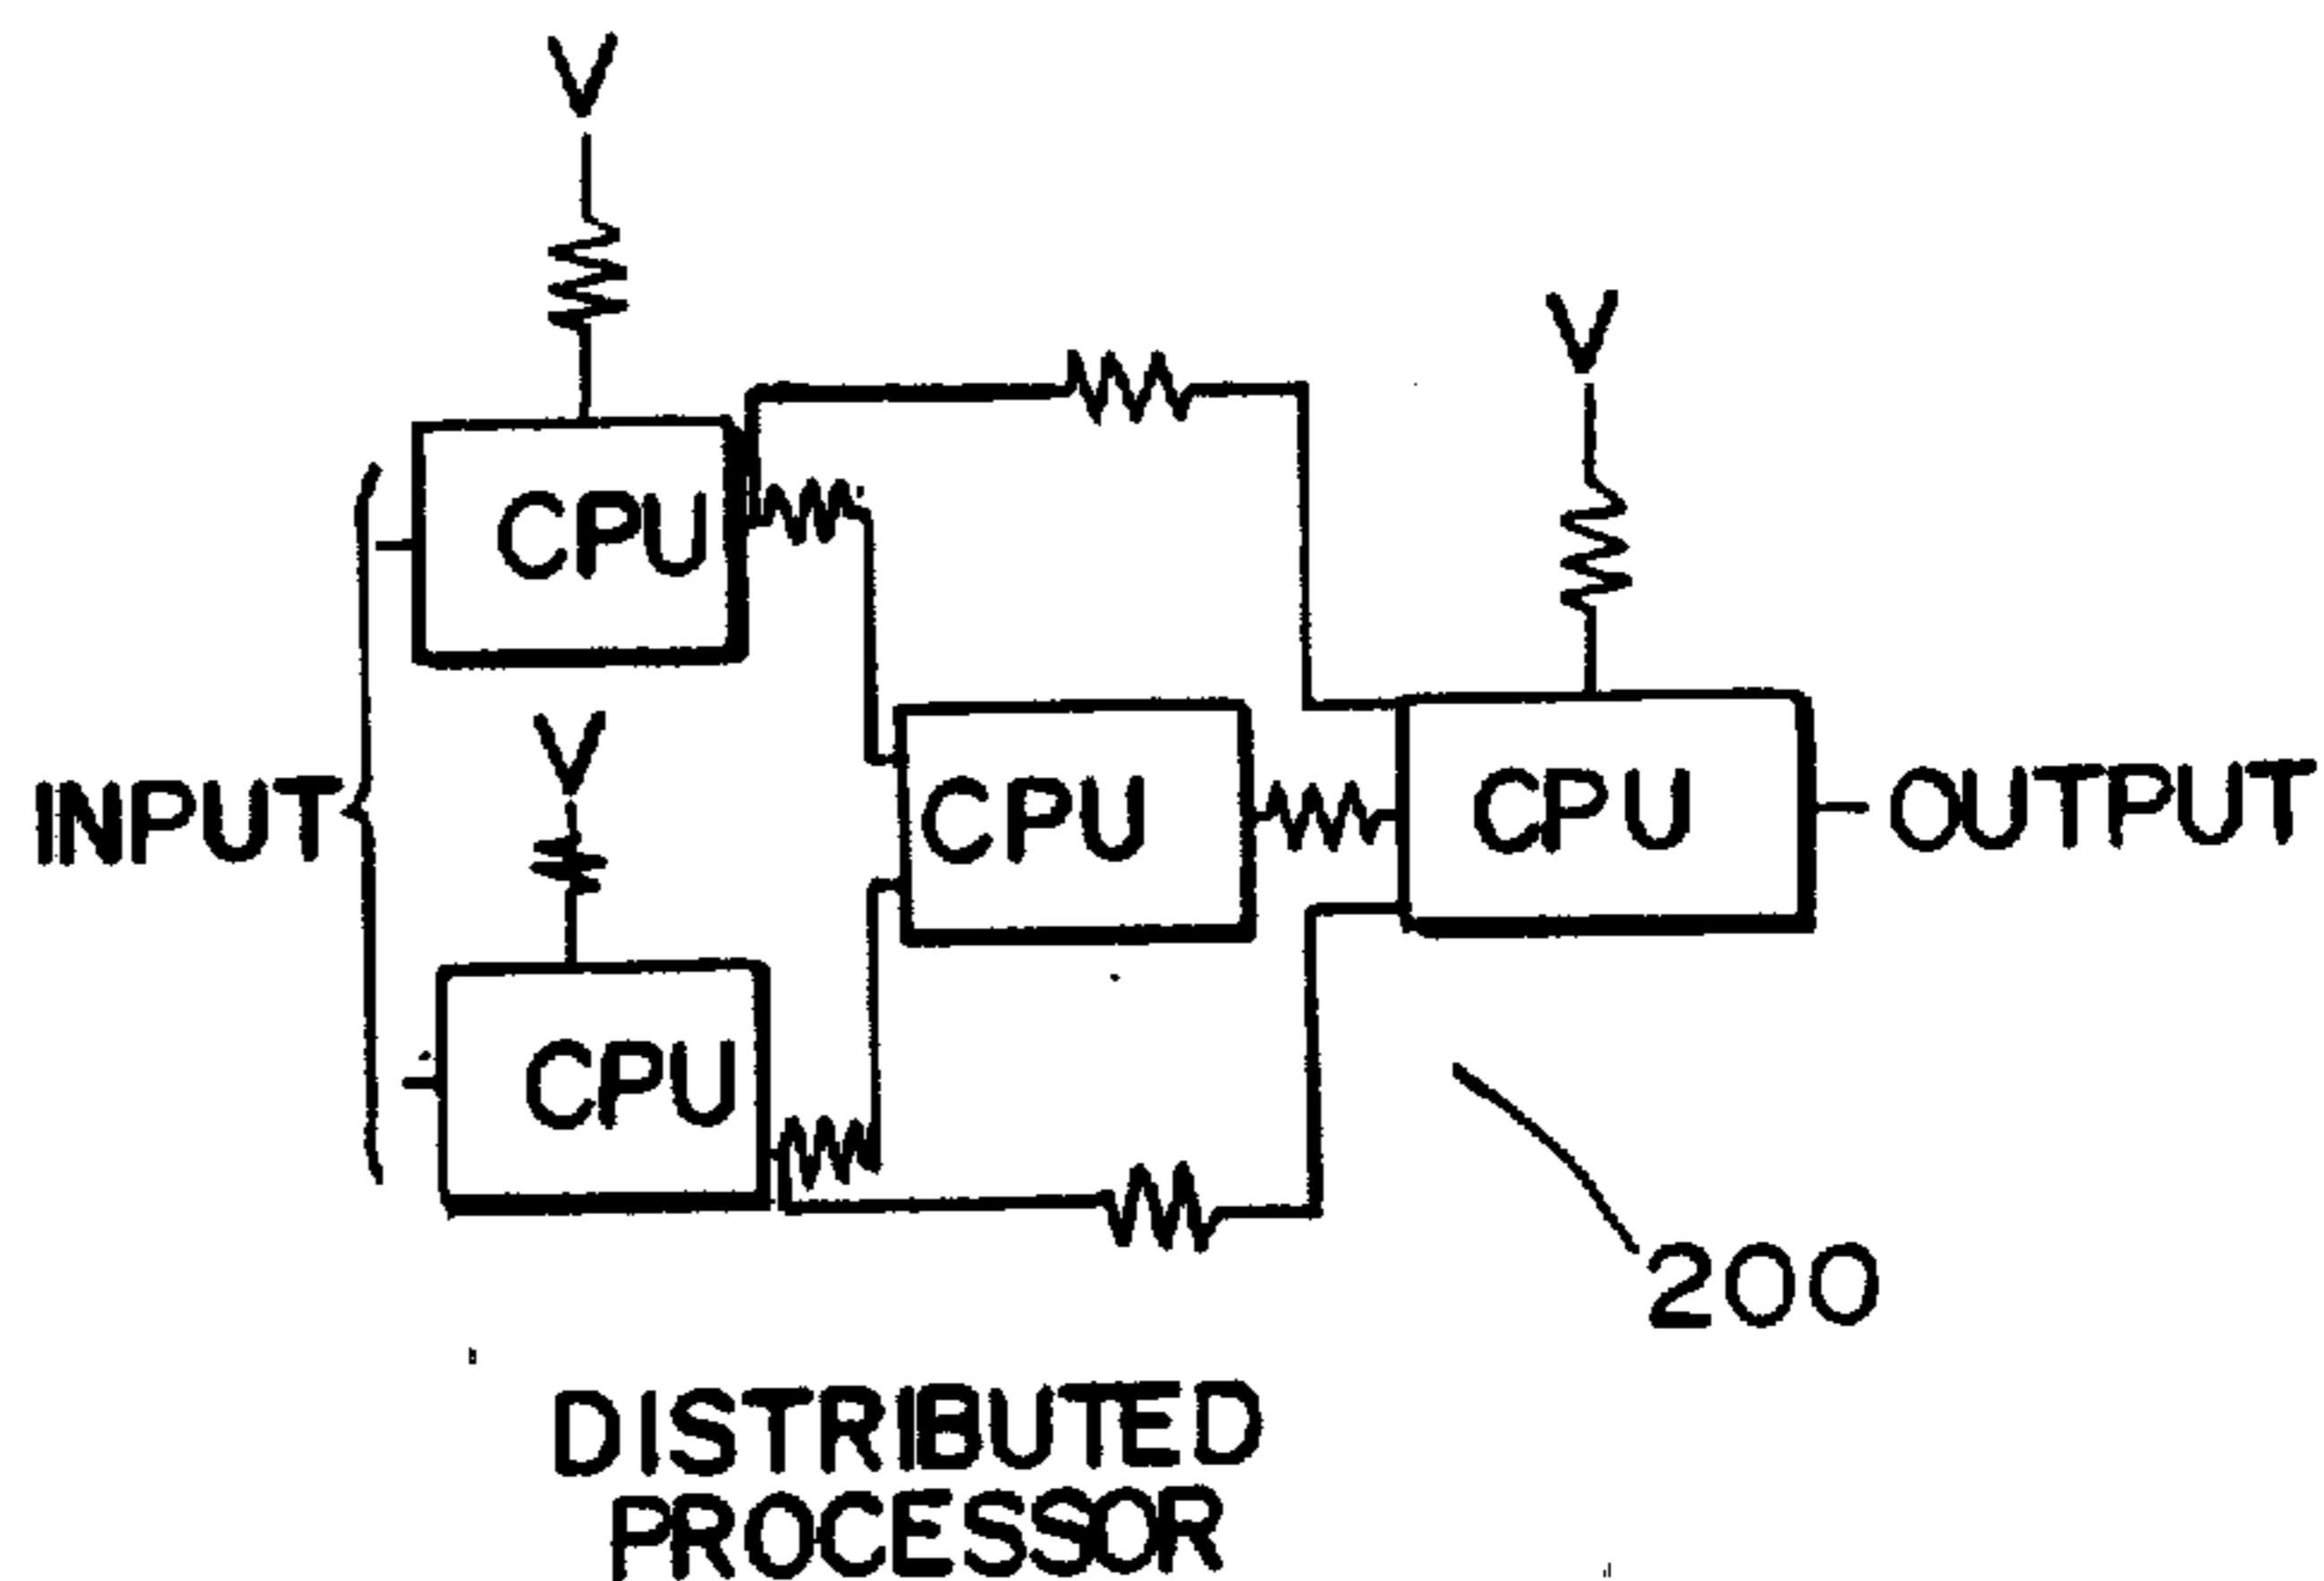 V
V
CPU
V
INPUT
CPU
CPU
OUTPUT
CPU
200
DISTRIBUTED
PROCESSOR